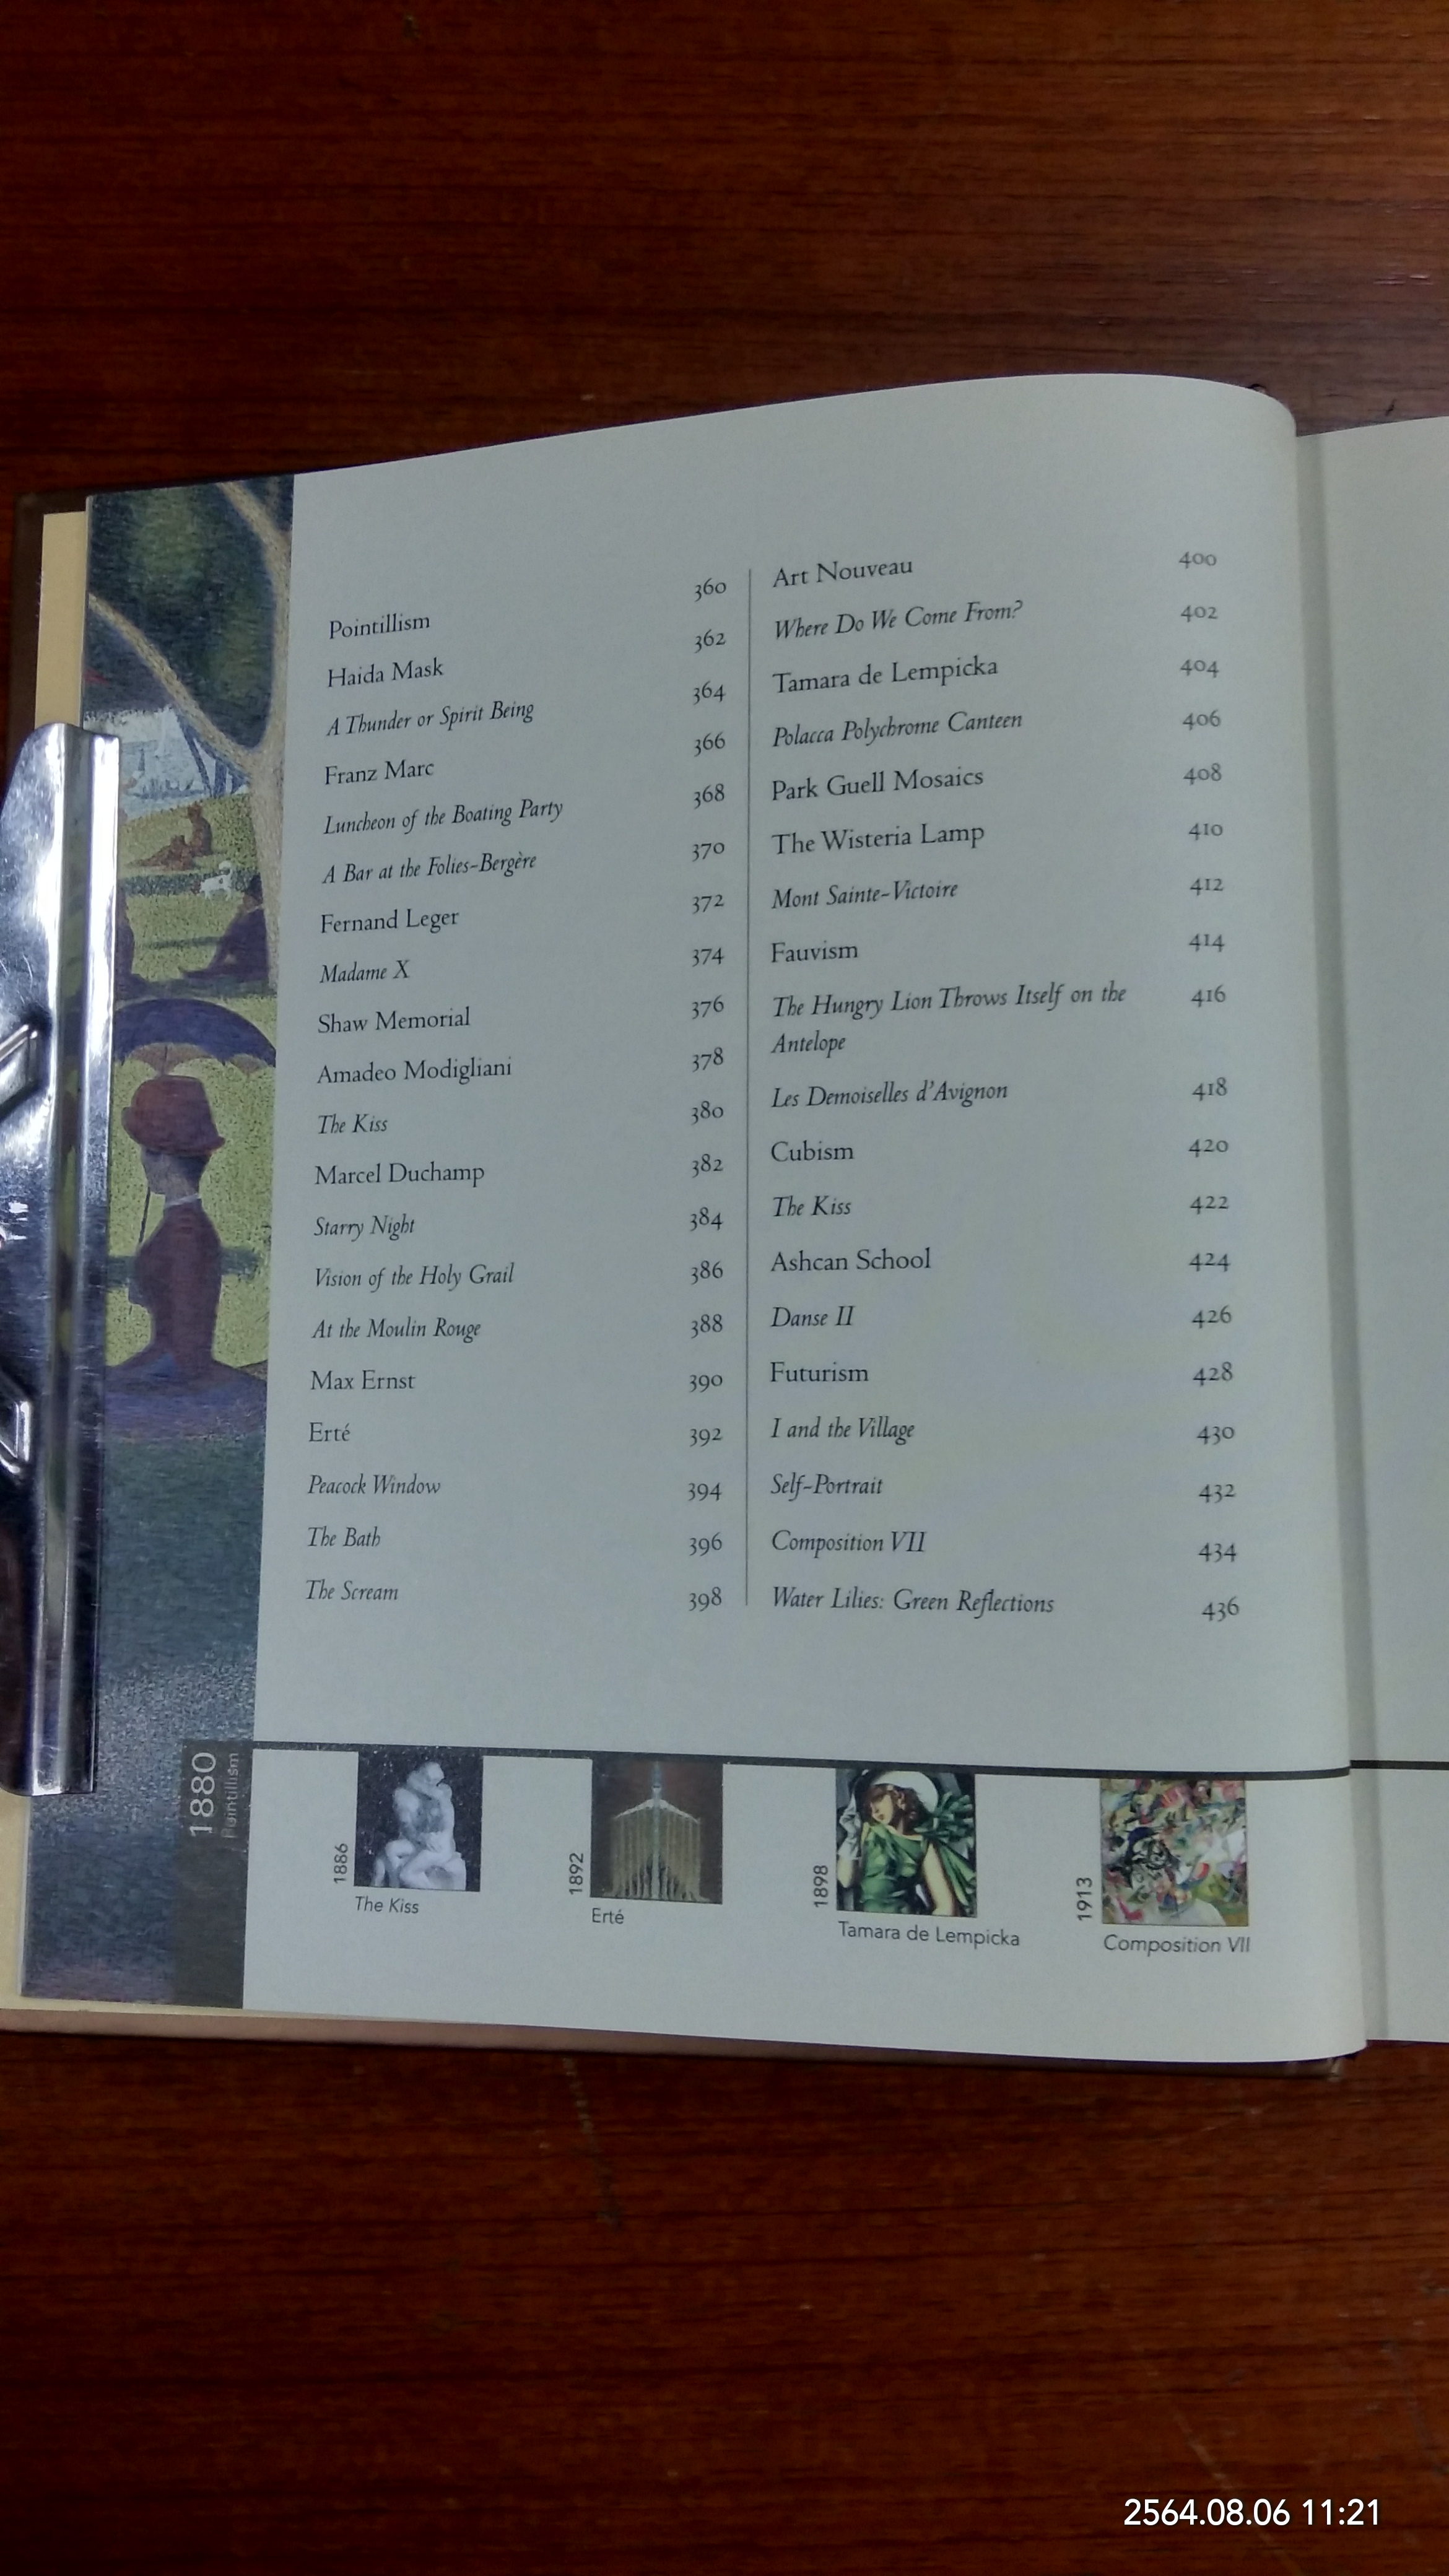 Pointillism 360
Haida Mask 362
A Thunder or Spirit Being 364
Franz Marc 366
Luncheon of the Boating Party 368
A Bar at the Folies-Bergère 370
Fernand Leger 372
Madame X 374
Shaw Memorial 376
Amadeo Modigliani 378
The Kiss 380
Marcel Duchamp 382
Starry Night 384
Vision of the Holy Grail 386
At the Moulin Rouge 388
Max Ernst 390
Erté 392
Peacock Window 394
The Bath 396
The Scream 398
Art Nouveau 400
Where Do We Come From? 402
Tamara de Lempicka 404
Polacca Polychrome Canteen 406
Park Guell Mosaics 408
The Wisteria Lamp 410
Mont Sainte-Victoire 412
Fauvism 414
The Hungry Lion Throws Itself on the 416
Antelope
Les Demoiselles d'Avignon 418
Cubism 420
The Kiss 422
Ashcan School 424
Danse II 426
Futurism 428
I and the Village 430
Self-Portrait 432
Composition VII 434
Water Lilies: Green Reflections 436
1880
Pointillism
1886
The Kiss
1892
Erté
1898
Tamara de Lempicka
1913
Composition VII
2564.08.06 11:21